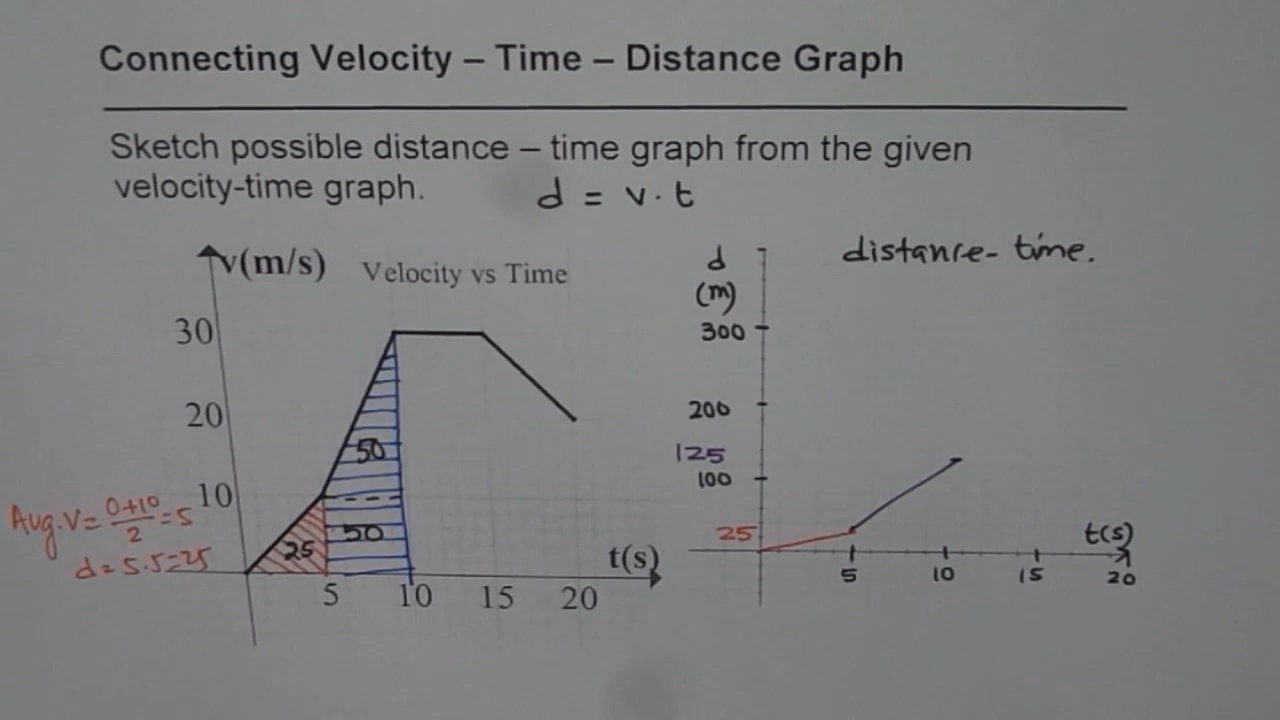 Connecting Velocity – Time – Distance Graph
Sketch possible distance – time graph from the given
velocity-time graph. d = v · t
v(m/s) Velocity vs Time
30
20
10
50
50
25
5 10 15 20
t(s)
Aug. V = 0+10/2 = 5
d = 5.5=25
d
(m)
distance- time.
300
200
125
100
25
5 10 15 20
t(s)